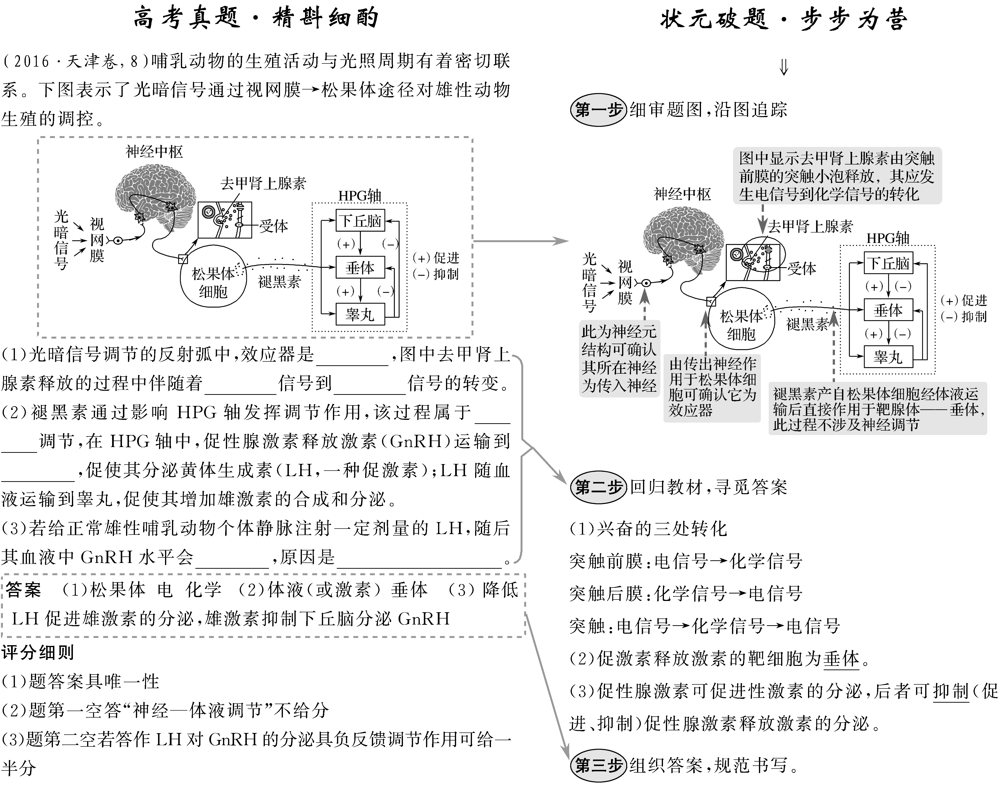 高考真题·精斟细酌
(2016·天津卷,8)哺乳动物的生殖活动与光照周期有着密切联
系。下图表示了光暗信号通过视网膜→松果体途径对雄性动物
生殖的调控。
神经中枢
去甲肾上腺素
HPG轴
光暗信号
视网膜
受体
下丘脑
(+)
(-)
垂体
(+)促进
(-)抑制
松果体
细胞
褪黑素
(+)
(-)
睾丸
(1)光暗信号调节的反射弧中,效应器是________,图中去甲肾上
腺素释放的过程中伴随着________信号到________信号的转变。
(2)褪黑素通过影响 HPG 轴发挥调节作用,该过程属于____
____调节,在 HPG 轴中,促性腺激素释放激素(GnRH)运输到
________,促使其分泌黄体生成素(LH,一种促激素);LH 随血
液运输到睾丸,促使其增加雄激素的合成和分泌。
(3)若给正常雄性哺乳动物个体静脉注射一定剂量的 LH,随后
其血液中 GnRH 水平会________,原因是__________________。
答案 (1)松果体 电 化学 (2)体液(或激素) 垂体 (3) 降低
LH 促进雄激素的分泌,雄激素抑制下丘脑分泌 GnRH
评分细则
(1)题答案具唯一性
(2)题第一空答“神经—体液调节”不给分
(3)题第二空若答作 LH 对 GnRH 的分泌具负反馈调节作用可给一
半分
状元破题·步步为营
⇓
第一步 细审题图,沿图追踪
图中显示去甲肾上腺素由突触
前膜的突触小泡释放,其应发
生电信号到化学信号的转化
神经中枢
去甲肾上腺素
HPG轴
光暗信号
视网膜
受体
下丘脑
(+)
(-)
垂体
(+)促进
(-)抑制
松果体
细胞
褪黑素
(+)
(-)
睾丸
此为神经元
结构可确认
其所在神经
为传入神经
由传出神经作
用于松果体细
胞可确认它为
效应器
褪黑素产自松果体细胞经体液运
输后直接作用于靶腺体——垂体,
此过程不涉及神经调节
第二步 回归教材,寻觅答案
(1)兴奋的三处转化
突触前膜:电信号→化学信号
突触后膜:化学信号→电信号
突触:电信号→化学信号→电信号
(2)促激素释放激素的靶细胞为垂体。
(3)促性腺激素可促进性激素的分泌,后者可抑制(促
进、抑制)促性腺激素释放激素的分泌。
第三步 组织答案,规范书写。